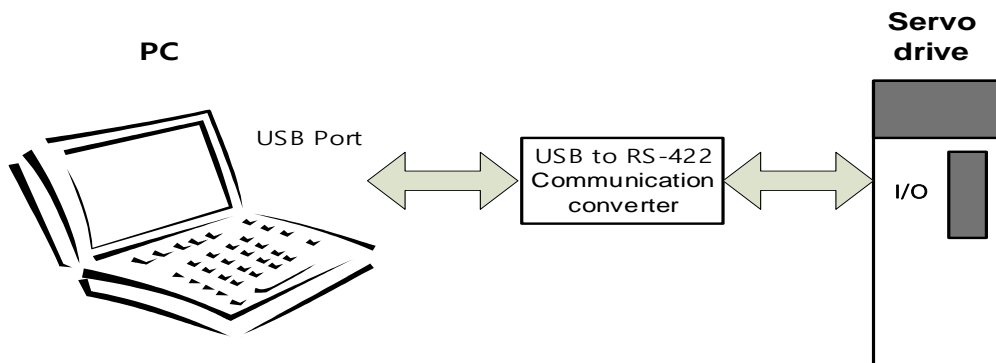 PC
Servo
drive
USB Port
USB to RS-422
Communication
converter
I/O